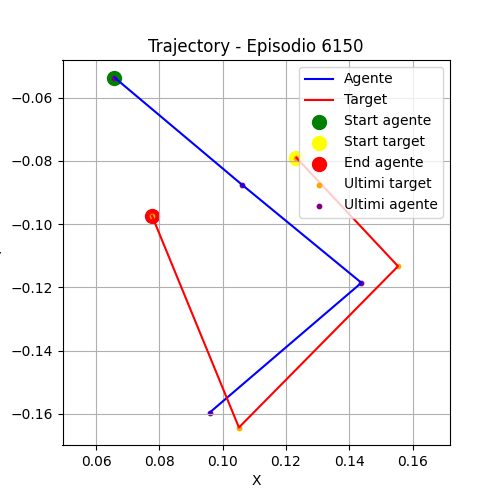 Trajectory - Episodio 6150
Agente
Target
Start agente
Start target
End agente
Ultimi target
Ultimi agente
−0.06
−0.08
−0.10
−0.12
−0.14
−0.16
0.06 0.08 0.10 0.12 0.14 0.16
X